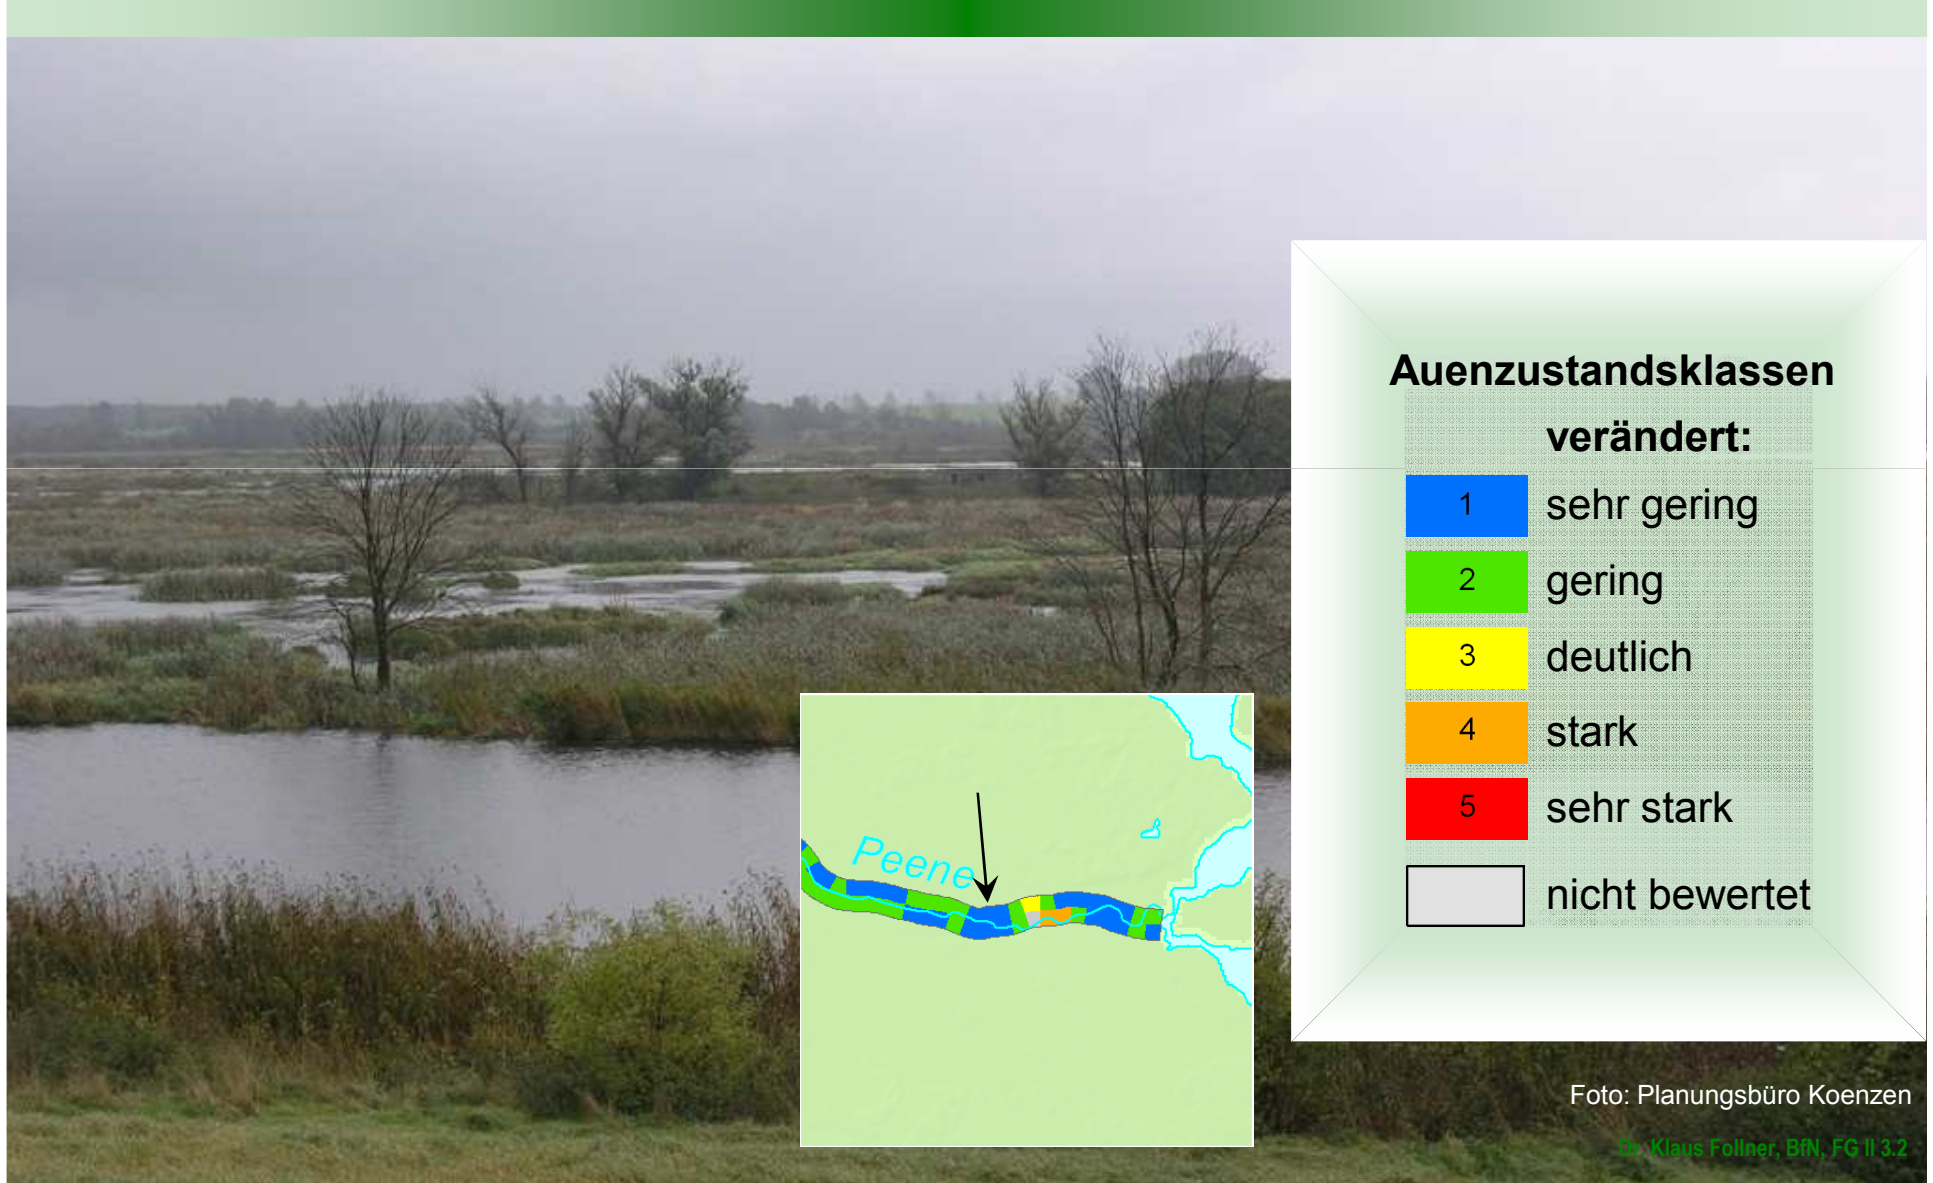 Auenzustandsklassen
verändert:
1 sehr gering
2 gering
3 deutlich
4 stark
5 sehr stark
nicht bewertet
Peene
Foto: Planungsbüro Koenzen
Dr. Klaus Follner, BfN, FG II 3.2